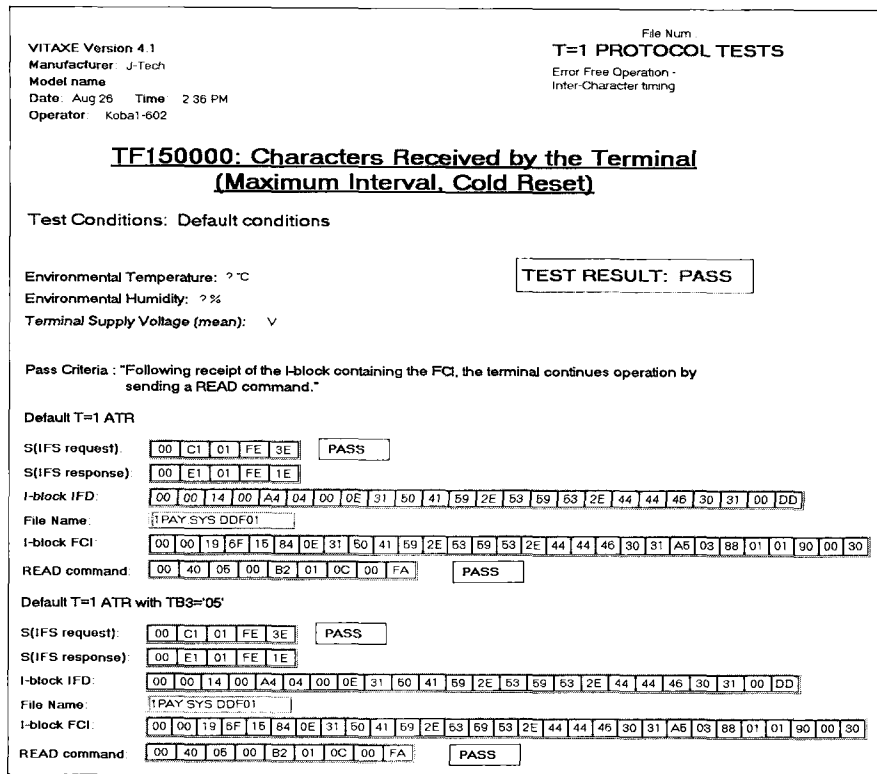 File Num
VITAXE Version 4.1
T=1 PROTOCOL TESTS
Manufacturer: J-Tech
Error Free Operation -
Model name
Inter-Character timing
Date: Aug 26 Time: 2 36 PM
Operator: Koba1-602
TF150000: Characters Received by the Terminal
(Maximum Interval, Cold Reset)
Test Conditions: Default conditions
Environmental Temperature: ? °C
TEST RESULT: PASS
Environmental Humidity: ? %
Terminal Supply Voltage (mean): V
Pass Criteria : "Following receipt of the I-block containing the FCI, the terminal continues operation by
sending a READ command."
Default T=1 ATR
S(IFS request): 00 C1 01 FE 3E PASS
S(IFS response): 00 E1 01 FE 1E
I-block IFD: 00 00 14 00 A4 04 00 0E 31 50 41 59 2E 53 59 53 2E 44 44 46 30 31 00 DD
File Name: 1PAY SYS DDF01
I-block FCI: 00 00 19 6F 15 84 0E 31 50 41 59 2E 53 59 53 2E 44 44 46 30 31 A5 03 88 01 01 90 00 30
READ command: 00 40 05 00 B2 01 0C 00 FA PASS
Default T=1 ATR with TB3='05'
S(IFS request): 00 C1 01 FE 3E PASS
S(IFS response): 00 E1 01 FE 1E
I-block IFD: 00 00 14 00 A4 04 00 0E 31 50 41 59 2E 53 59 53 2E 44 44 46 30 31 00 DD
File Name: 1PAY SYS DDF01
I-block FCI: 00 00 19 6F 15 84 0E 31 50 41 59 2E 53 59 53 2E 44 44 46 30 31 A5 03 88 01 01 90 00 30
READ command: 00 40 05 00 B2 01 0C 00 FA PASS